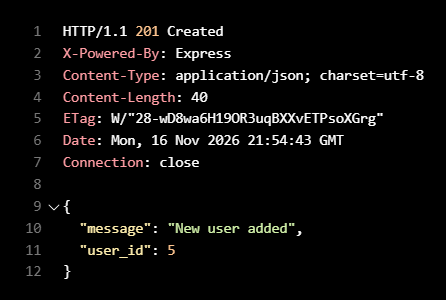 1 HTTP/1.1 201 Created
2 X-Powered-By: Express
3 Content-Type: application/json; charset=utf-8
4 Content-Length: 40
5 ETag: W/"28-wD8wa6H19OR3uqBXXvETPsoXGrg"
6 Date: Mon, 16 Nov 2026 21:54:43 GMT
7 Connection: close
8
9 {
10 "message": "New user added",
11 "user_id": 5
12 }